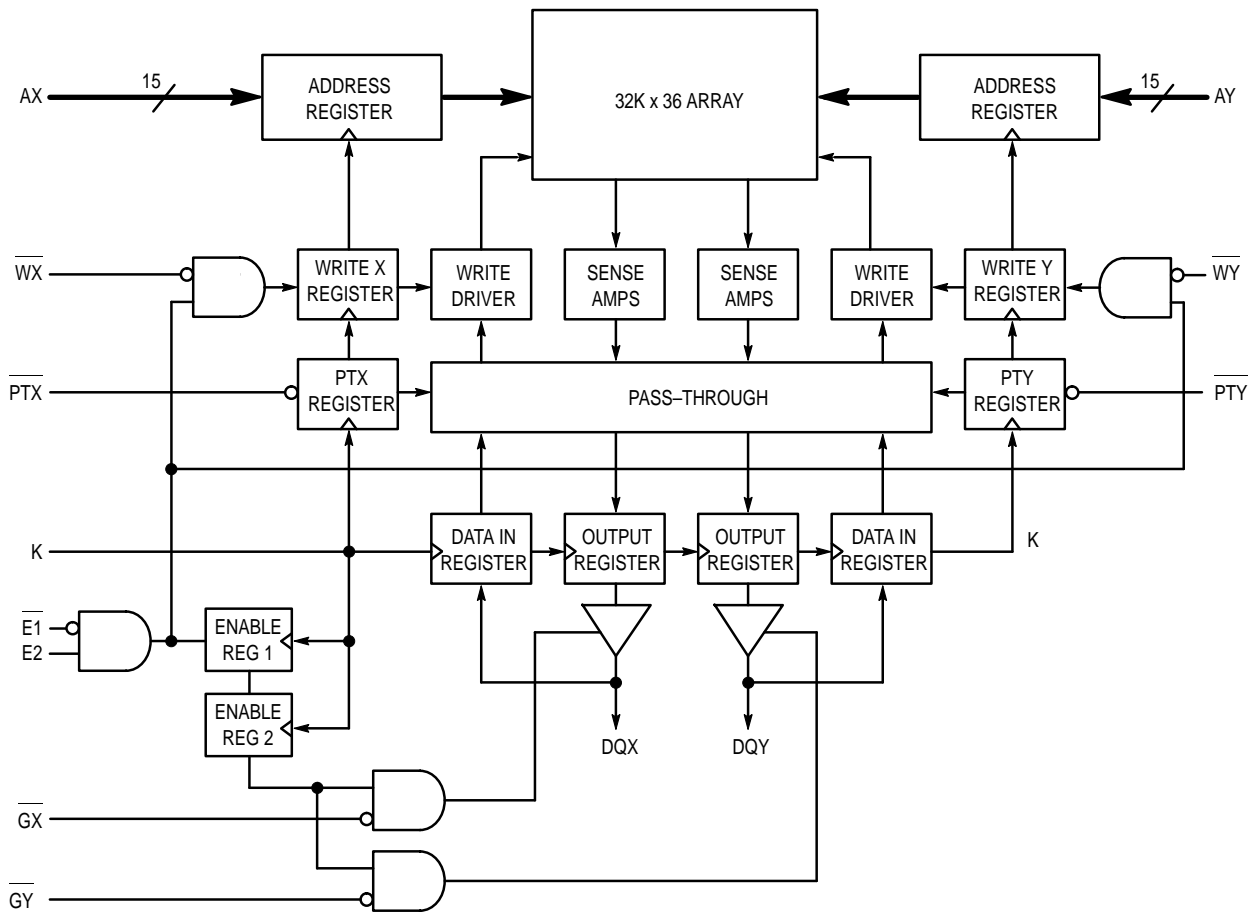 15
ADDRESS
REGISTER
32K x 36 ARRAY
ADDRESS
REGISTER
15
AX
AY
WX
WRITE X
REGISTER
WRITE
DRIVER
SENSE
AMPS
SENSE
AMPS
WRITE
DRIVER
WRITE Y
REGISTER
WY
PTX
PTX
REGISTER
PASS–THROUGH
PTY
REGISTER
PTY
K
DATA IN
REGISTER
OUTPUT
REGISTER
OUTPUT
REGISTER
DATA IN
REGISTER
K
E1
E2
ENABLE
REG 1
ENABLE
REG 2
DQX
DQY
GX
GY